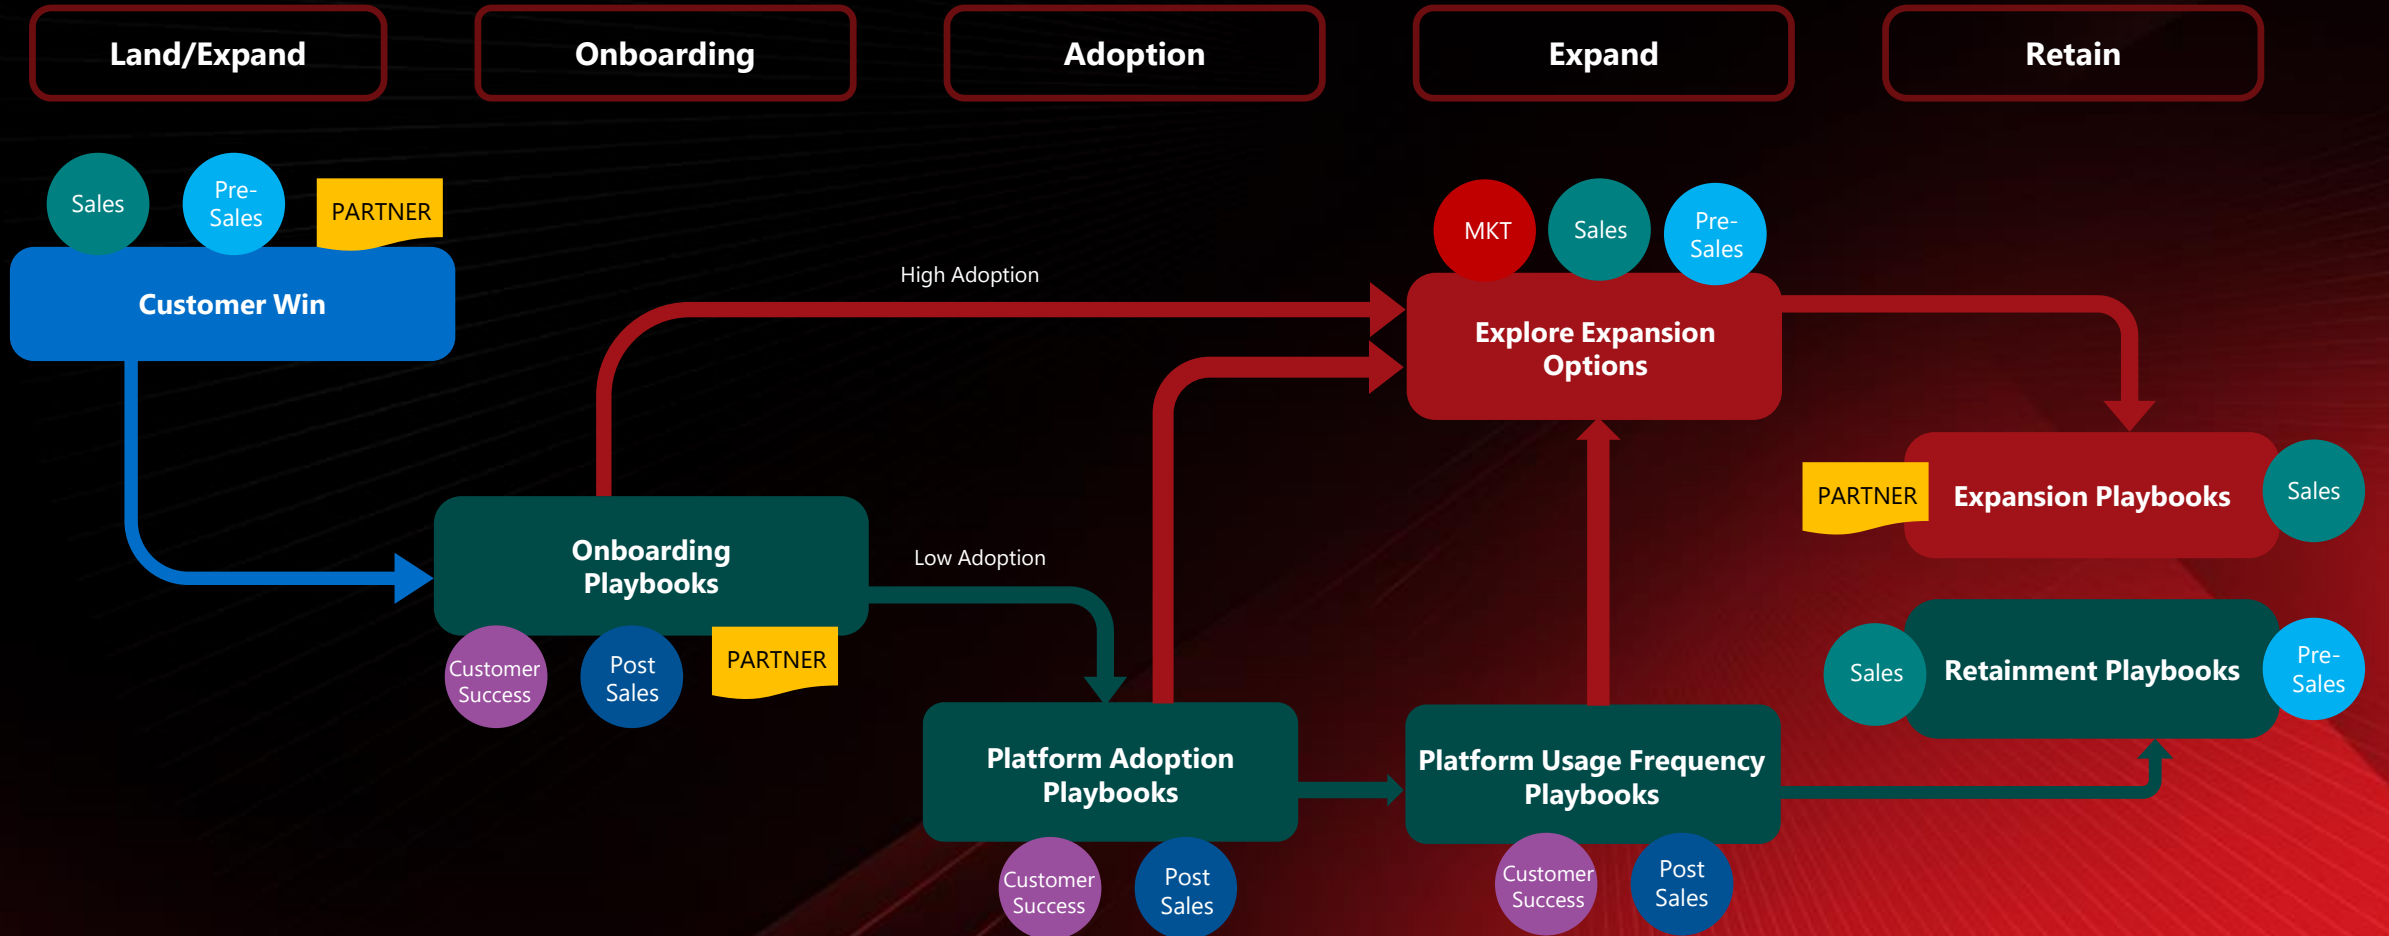 Land/Expand
Onboarding
Adoption
Expand
Retain
Sales
Pre-
Sales
PARTNER
Customer Win
MKT
Sales
Pre-
Sales
High Adoption
Explore Expansion
Options
PARTNER
Expansion Playbooks
Sales
Onboarding
Playbooks
Low Adoption
Customer
Success
Post
Sales
PARTNER
Sales
Retainment Playbooks
Pre-
Sales
Platform Adoption
Playbooks
Platform Usage Frequency
Playbooks
Customer
Success
Post
Sales
Customer
Success
Post
Sales